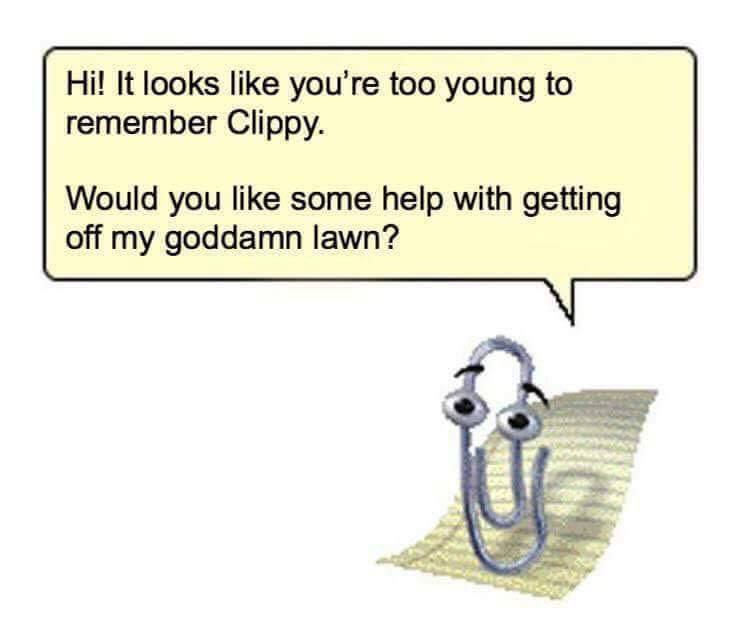 Hi! It looks like you’re too young to
remember Clippy.
Would you like some help with getting
off my goddamn lawn?